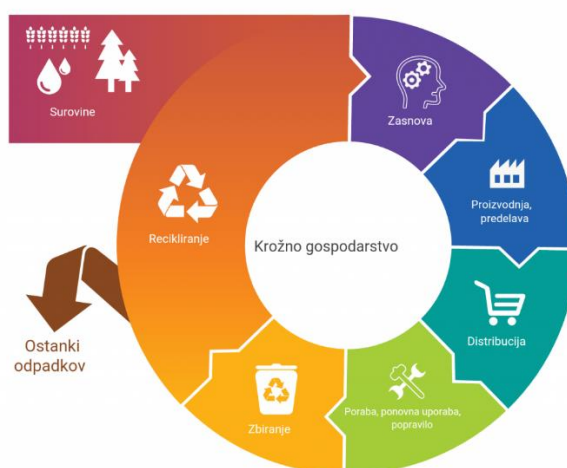 Surovine
Zasnova
Proizvodnja,
predelava
Recikliranje
Krožno gospodarstvo
Distribucija
Ostanki
odpadkov
Poraba, ponovna uporaba,
popravilo
Zbiranje